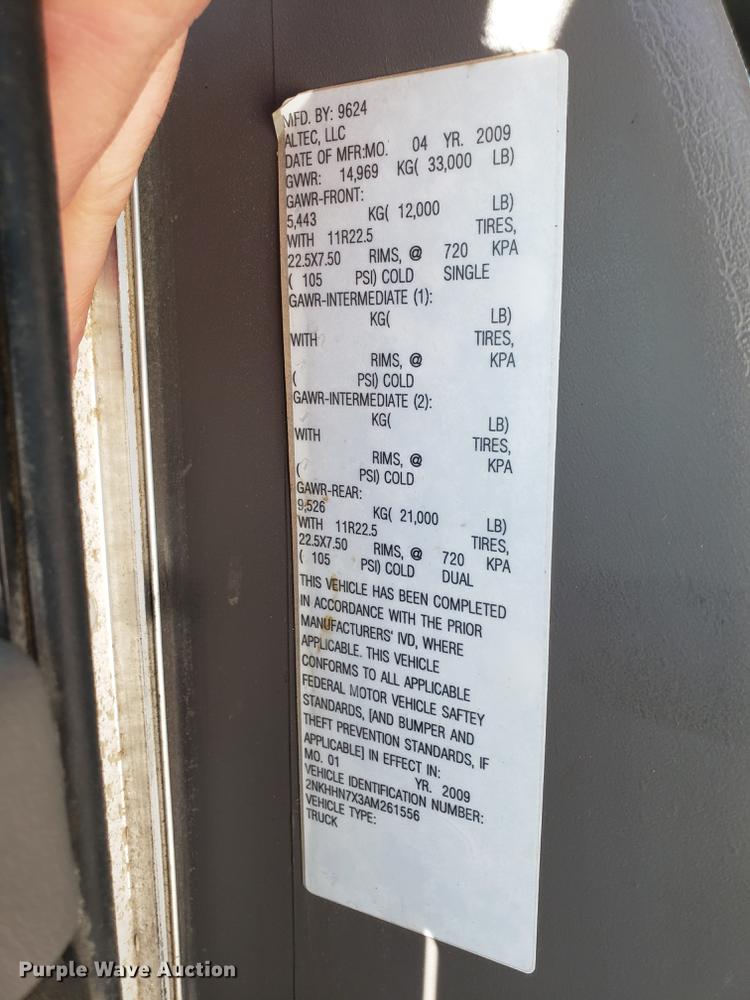 MFD. BY: 9624
ALTEC, LLC
DATE OF MFR:MO. 04 YR. 2009
GVWR: 14,969 KG( 33,000 LB)
GAWR-FRONT:
5,443 KG( 12,000 LB)
WITH 11R22.5 TIRES,
22.5X7.50 RIMS, @ 720 KPA
( 105 PSI) COLD SINGLE
GAWR-INTERMEDIATE (1):
KG( LB)
WITH TIRES,
RIMS, @ KPA
( PSI) COLD
GAWR-INTERMEDIATE (2):
KG( LB)
WITH TIRES,
RIMS, @ KPA
( PSI) COLD
GAWR-REAR:
9,526 KG( 21,000 LB)
WITH 11R22.5 TIRES,
22.5X7.50 RIMS, @ 720 KPA
( 105 PSI) COLD DUAL
THIS VEHICLE HAS BEEN COMPLETED
IN ACCORDANCE WITH THE PRIOR
MANUFACTURERS' IVD, WHERE
APPLICABLE. THIS VEHICLE
CONFORMS TO ALL APPLICABLE
FEDERAL MOTOR VEHICLE SAFTEY
STANDARDS, [AND BUMPER AND
THEFT PREVENTION STANDARDS, IF
APPLICABLE] IN EFFECT IN:
MO. 01 YR. 2009
VEHICLE IDENTIFICATION NUMBER:
2NKHHN7X3AM261556
VEHICLE TYPE:
TRUCK
Purple Wave Auction